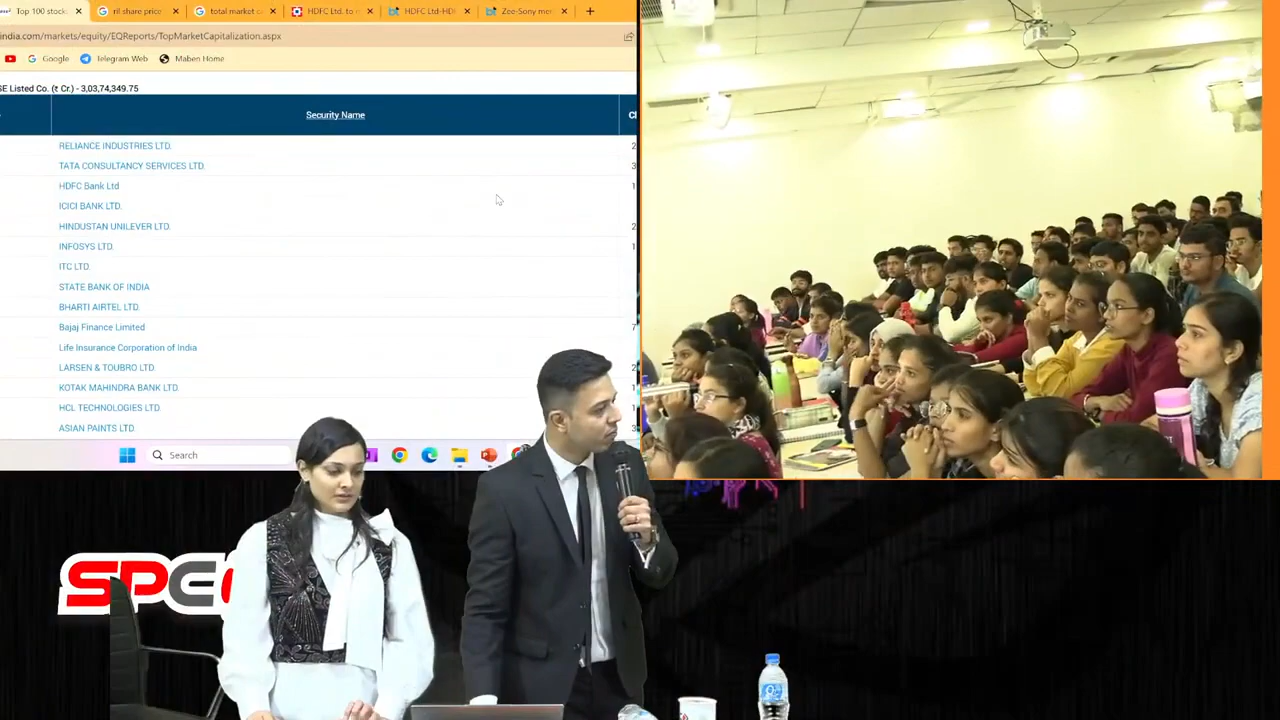 Top 100 stock
ril share price
total market c
HDFC Ltd. to
HDFC Ltd-HDF
Zee-Sony me
india.com/markets/equity/EQReports/TopMarketCapitalization.aspx
Google
Telegram Web
Maben Home
SE Listed Co. (₹ Cr.) - 3,03,74,349.75
Security Name
RELIANCE INDUSTRIES LTD.
TATA CONSULTANCY SERVICES LTD.
HDFC Bank Ltd
ICICI BANK LTD.
HINDUSTAN UNILEVER LTD.
INFOSYS LTD.
ITC LTD.
STATE BANK OF INDIA
BHARTI AIRTEL LTD.
Bajaj Finance Limited
Life Insurance Corporation of India
LARSEN & TOUBRO LTD.
KOTAK MAHINDRA BANK LTD.
HCL TECHNOLOGIES LTD.
ASIAN PAINTS LTD.
Search
SPE